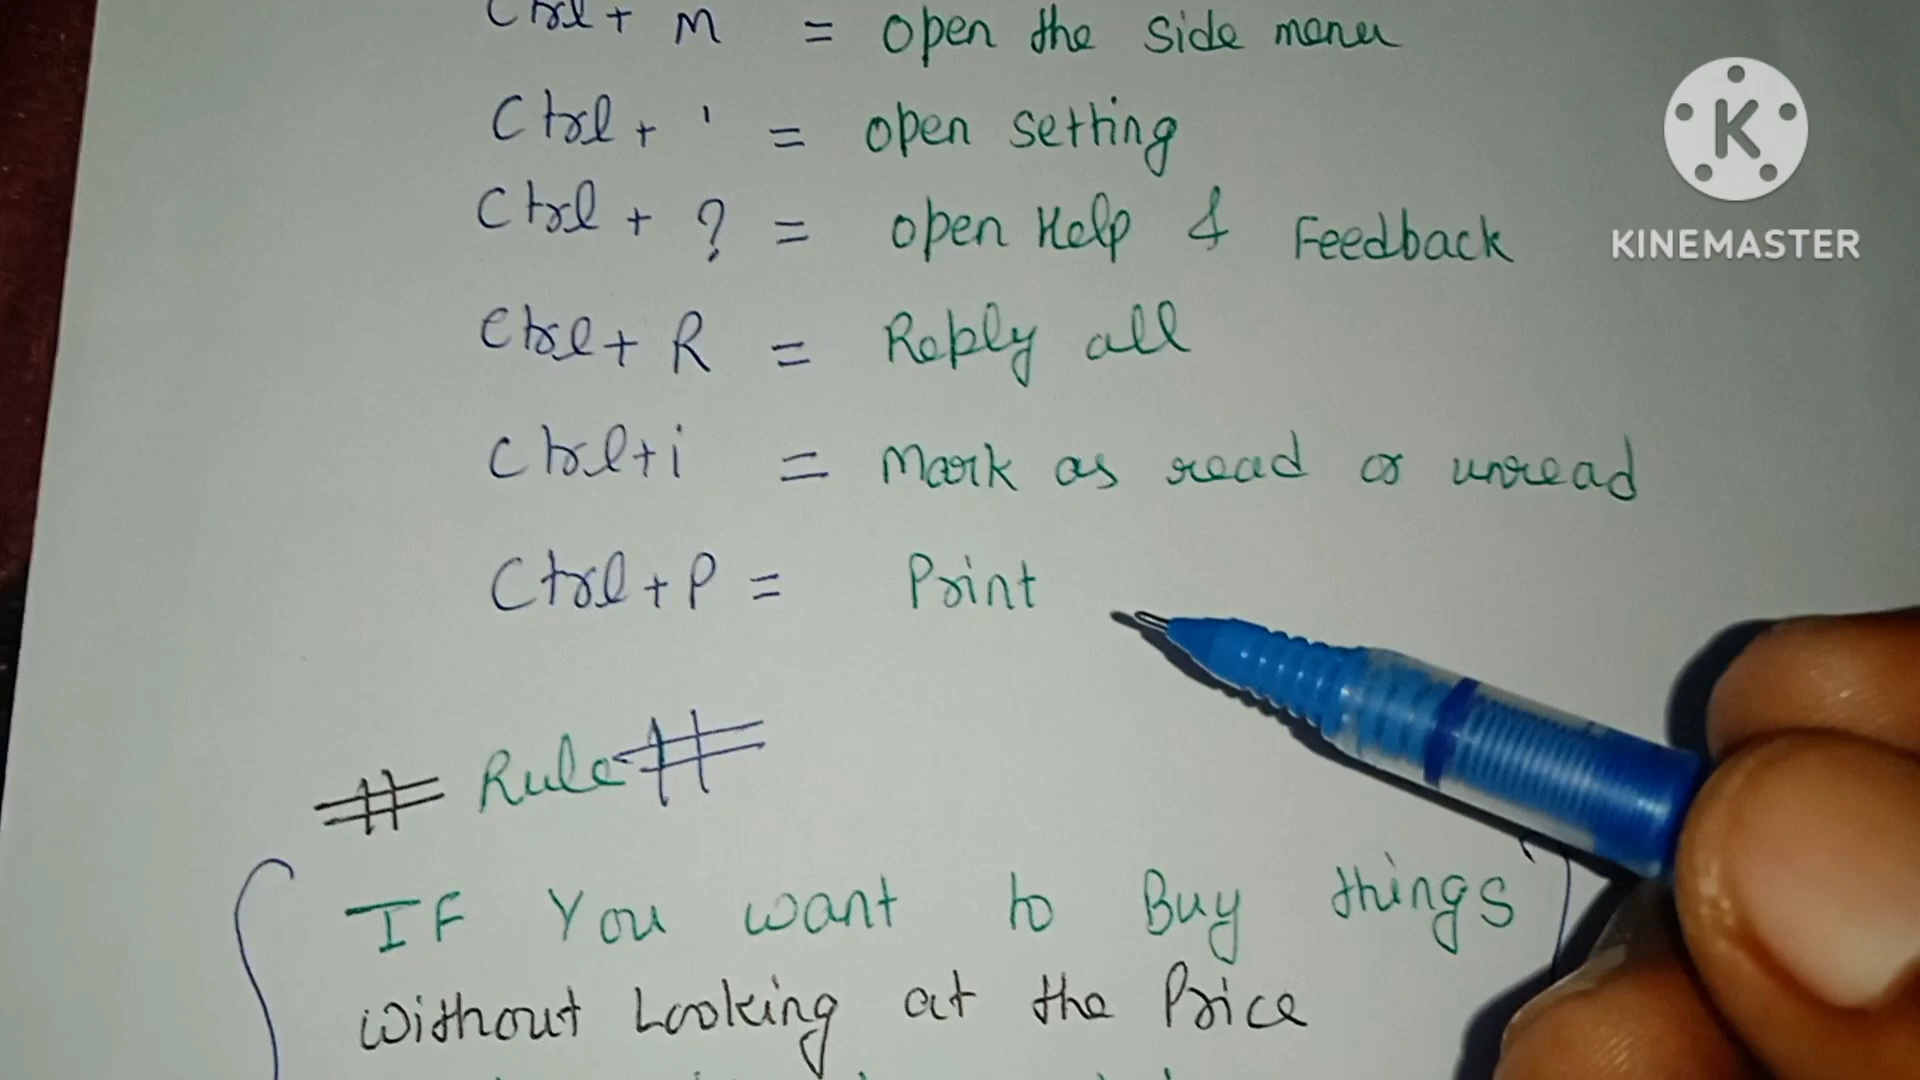 Ctrl + M = open the side menu
Ctrl + ' = open setting
Ctrl + ? = open Help & Feedback
Ctrl + R = Reply all
Ctrl+i = Mark as read or unread
Ctrl+P = Print
# Rule #
IF You want to Buy things
without Looking at the Price
K
KINEMASTER